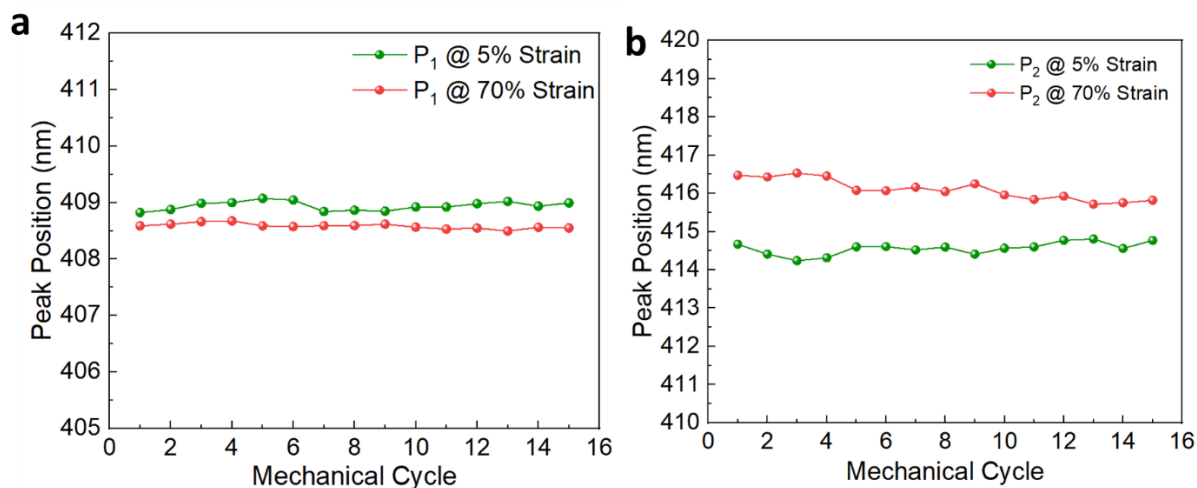 a
412
411
410
409
408
407
406
405
0 2 4 6 8 10 12 14 16
Peak Position (nm)
Mechanical Cycle
P₁ @ 5% Strain
P₁ @ 70% Strain
b
420
419
418
417
416
415
414
413
412
411
410
0 2 4 6 8 10 12 14 16
Peak Position (nm)
Mechanical Cycle
P₂ @ 5% Strain
P₂ @ 70% Strain